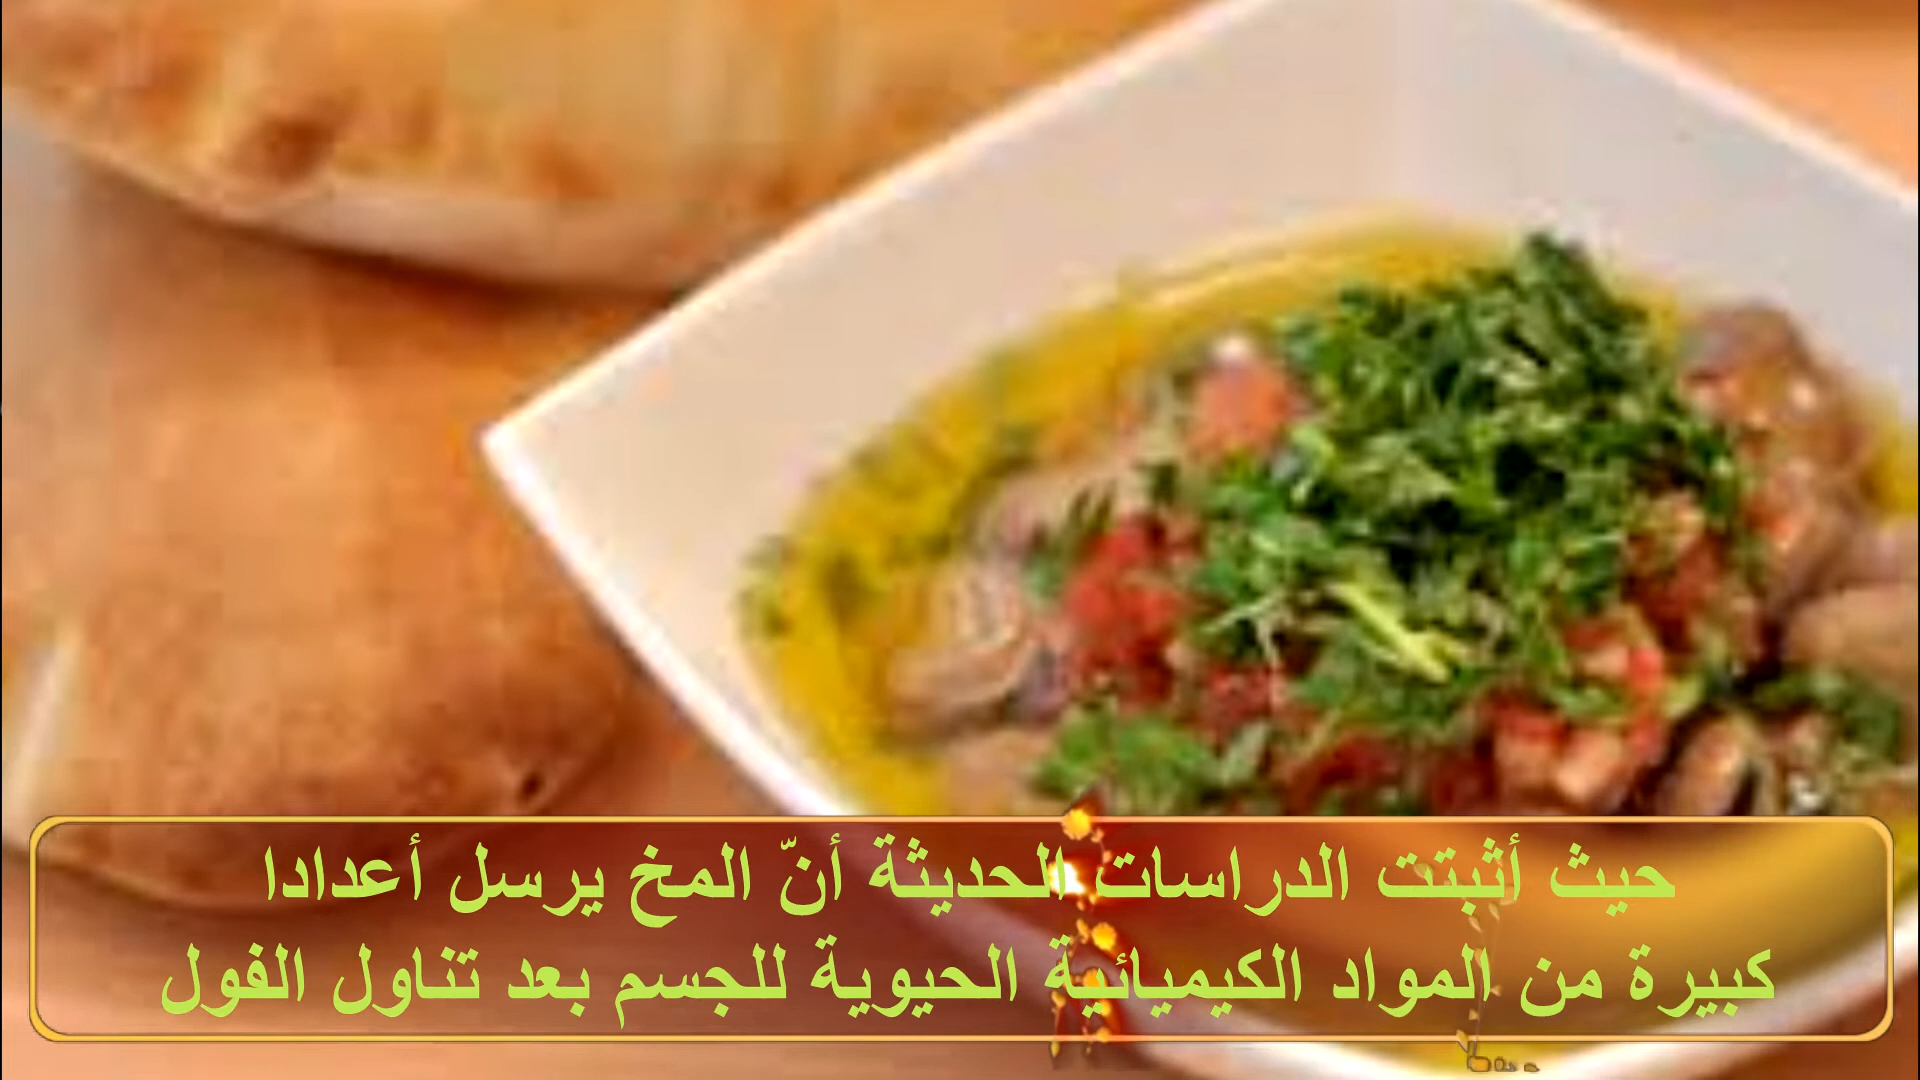 حيث أثبتت الدراسات الحديثة أنّ المخ يرسل أعدادا
كبيرة من المواد الكيميائية الحيوية للجسم بعد تناول الفول